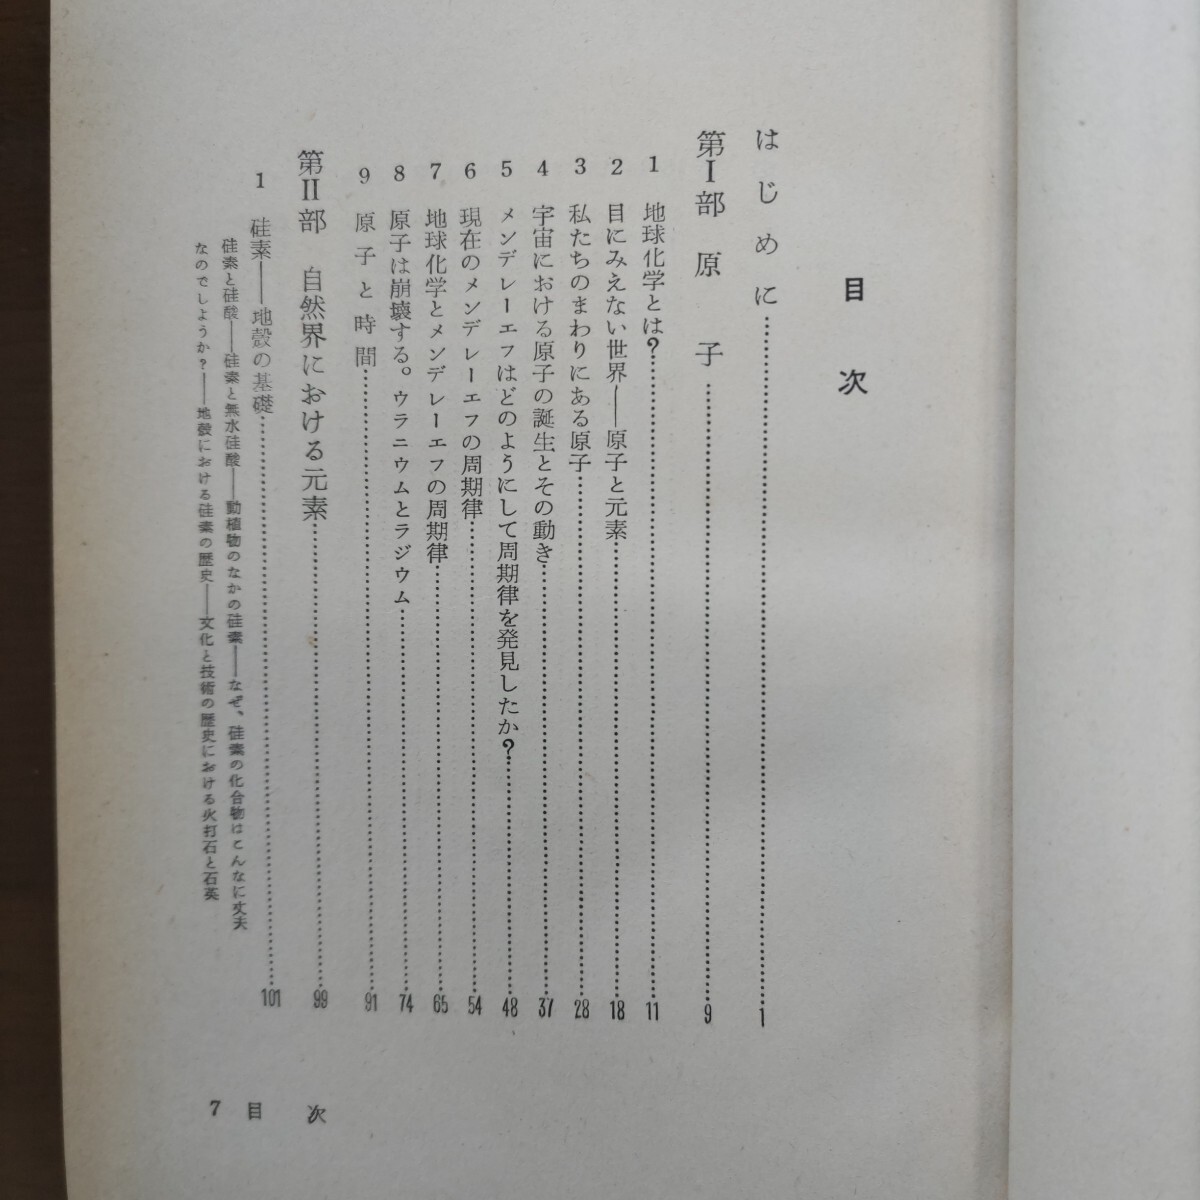 目次
はじめに……1
第Ⅰ部 原子……9
1 地球化学とは?……11
2 目にみえない世界――原子と元素……18
3 私たちのまわりにある原子……28
4 宇宙における原子の誕生とその動き……37
5 メンデレーエフはどのようにして周期律を発見したか?……48
6 現在のメンデレーエフの周期律……54
7 地球化学とメンデレーエフの周期律……65
8 原子は崩壊する。ウラニウムとラジウム……74
9 原子と時間……91
第Ⅱ部 自然界における元素……99
1 硅素――地殻の基礎……101
硅素と硅酸――硅素と無水硅酸――動植物のなかの硅素――なぜ、硅素の化合物はこんなに丈夫
なのでしようか?――地殻における硅素の歴史――文化と技術の歴史における火打石と石英
7 目次